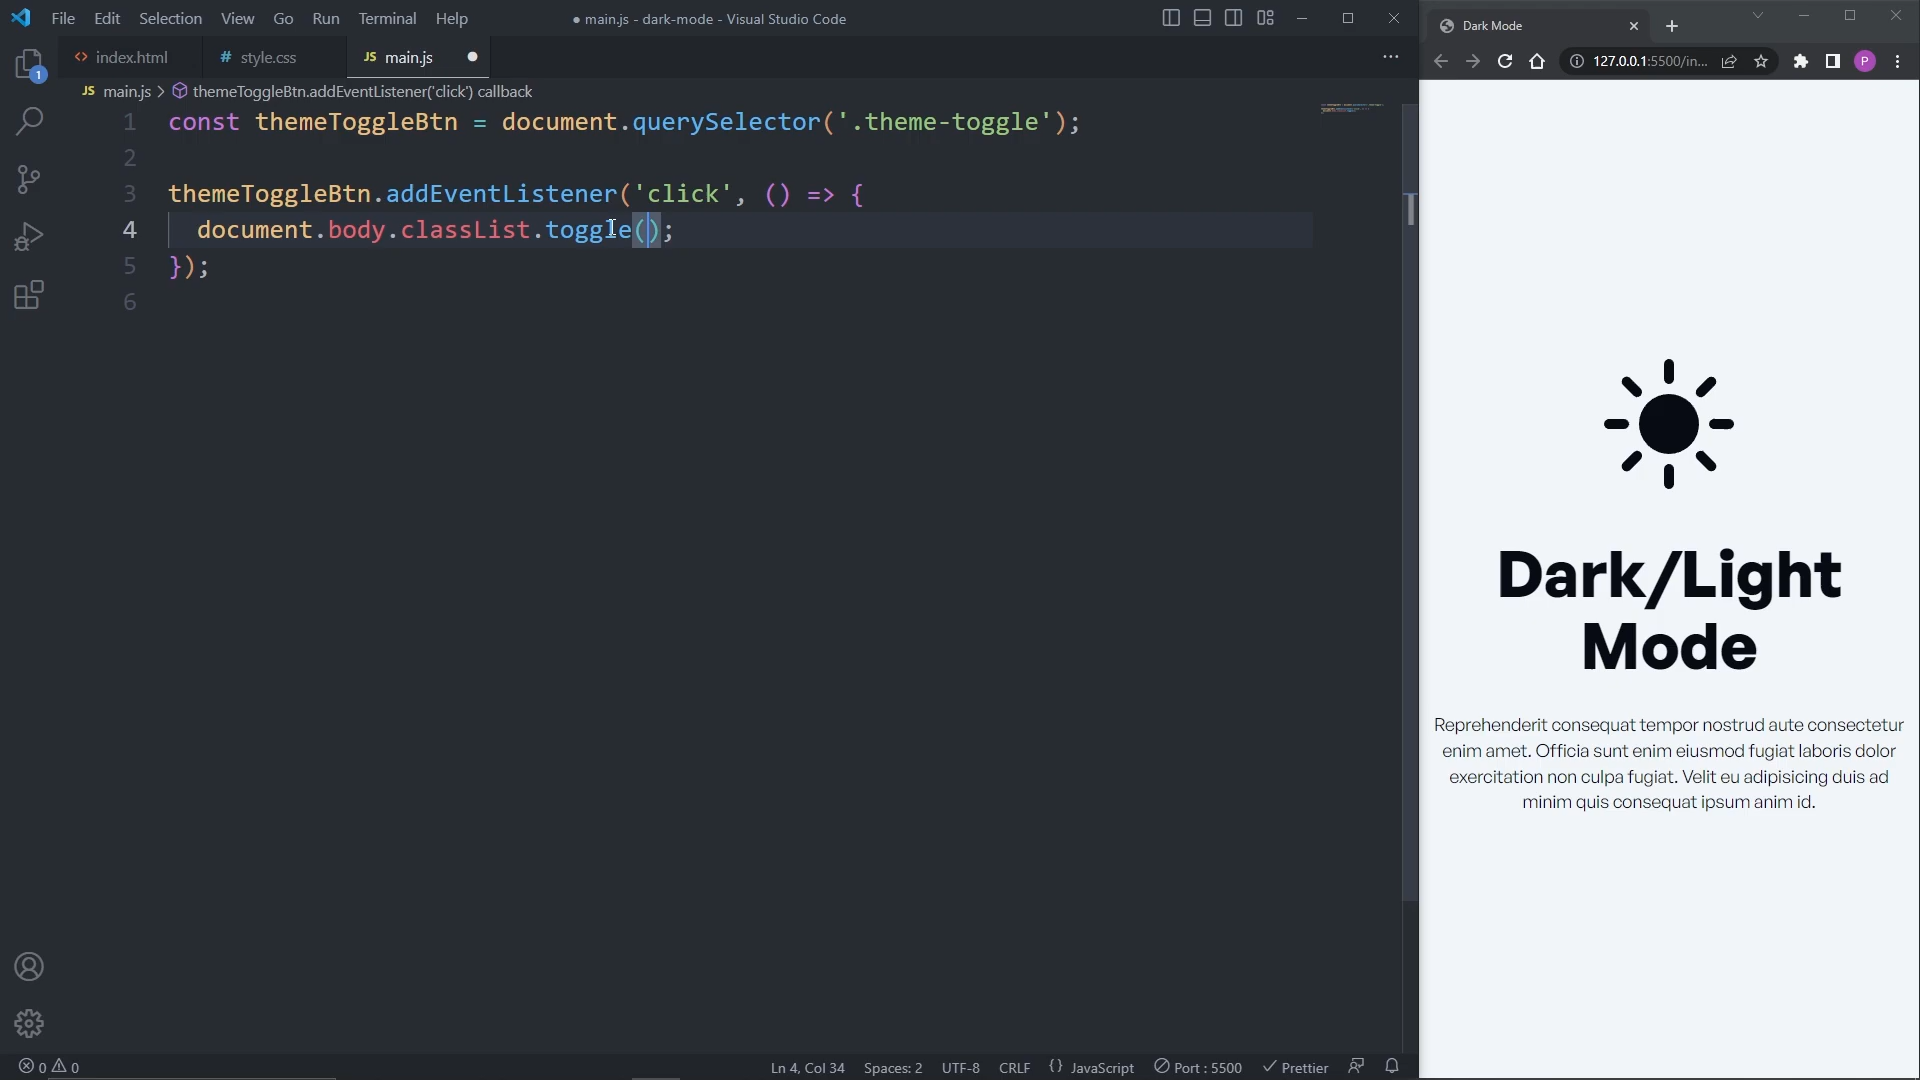 File Edit Selection View Go Run Terminal Help
● main.js - dark-mode - Visual Studio Code
index.html
# style.css
JS main.js ●
1
JS main.js > themeToggleBtn.addEventListener('click') callback
1 const themeToggleBtn = document.querySelector('.theme-toggle');
2
3 themeToggleBtn.addEventListener('click', () => {
4 document.body.classList.toggle();
5 });
6
0 0
Ln 4, Col 34 Spaces: 2 UTF-8 CRLF {} JavaScript Port : 5500 Prettier
Dark Mode
127.0.0.1:5500/in...
P
Dark/Light
Mode
Reprehenderit consequat tempor nostrud aute consectetur
enim amet. Officia sunt enim eiusmod fugiat laboris dolor
exercitation non culpa fugiat. Velit eu adipisicing duis ad
minim quis consequat ipsum anim id.